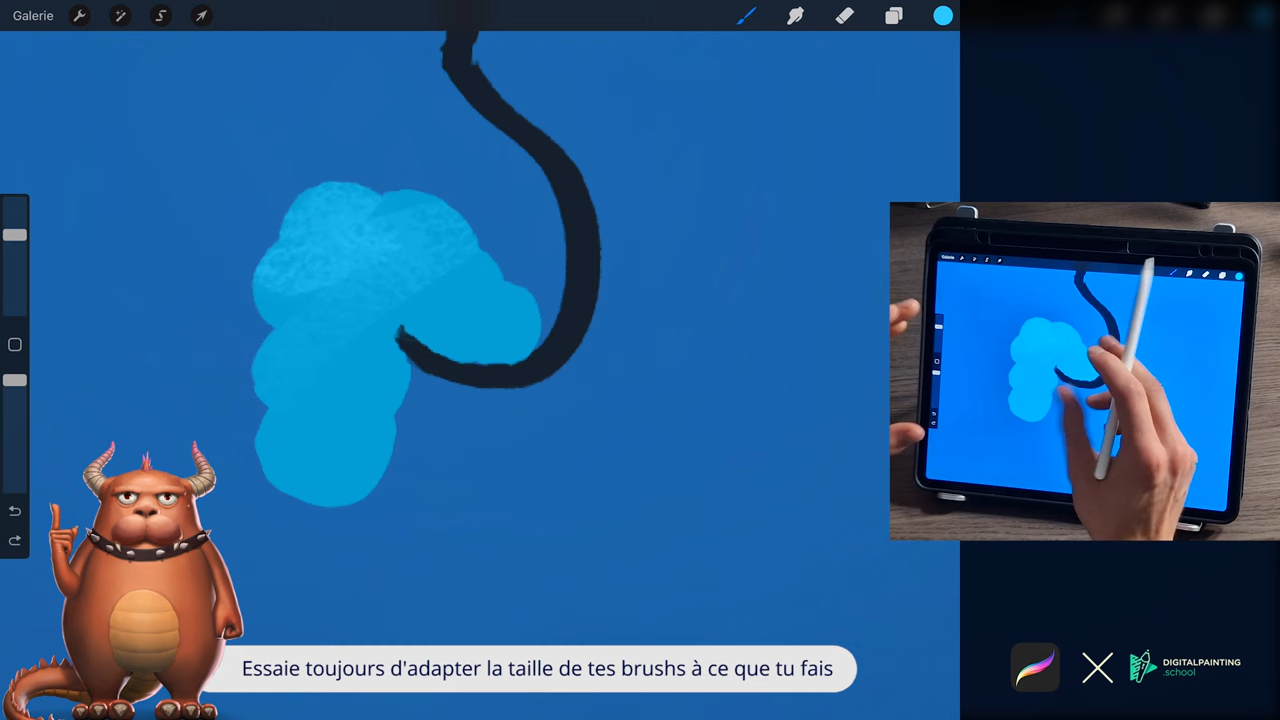 Galerie
Essaie toujours d'adapter la taille de tes brushs à ce que tu fais
DIGITALPAINTING
.school